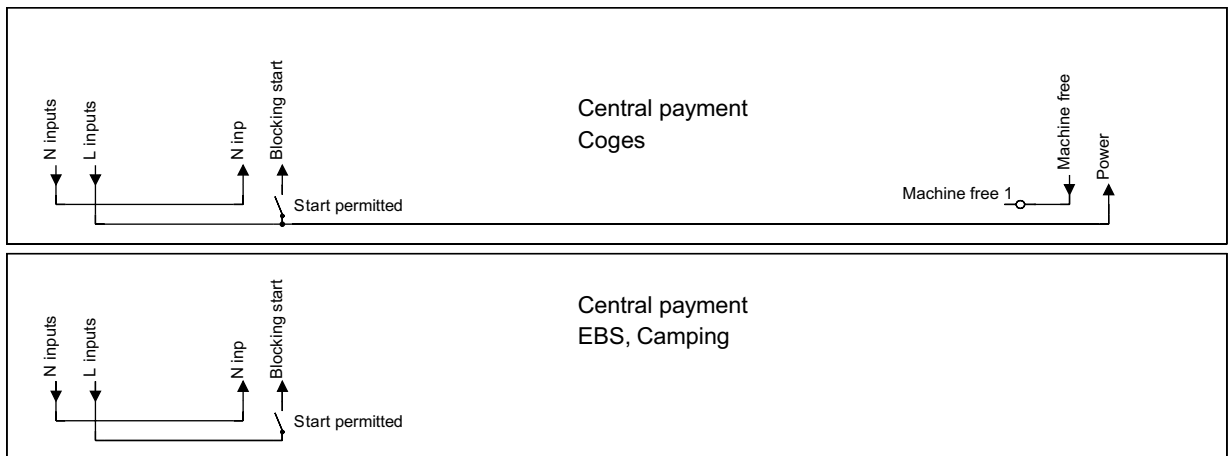 N inputs
L inputs
N inp
Blocking start
Start permitted
Central payment
Coges
Machine free 1
Machine free
Power
N inputs
L inputs
N inp
Blocking start
Start permitted
Central payment
EBS, Camping